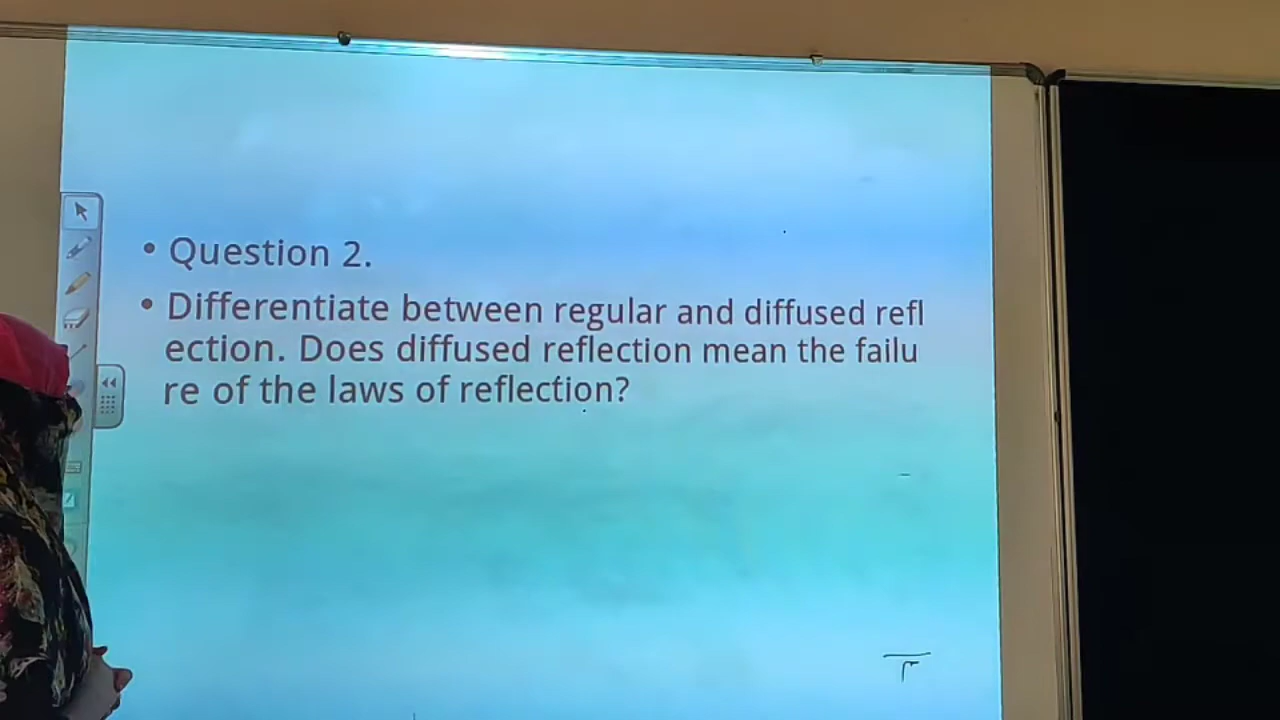 • Question 2.
• Differentiate between regular and diffused refl
ection. Does diffused reflection mean the failu
re of the laws of reflection?